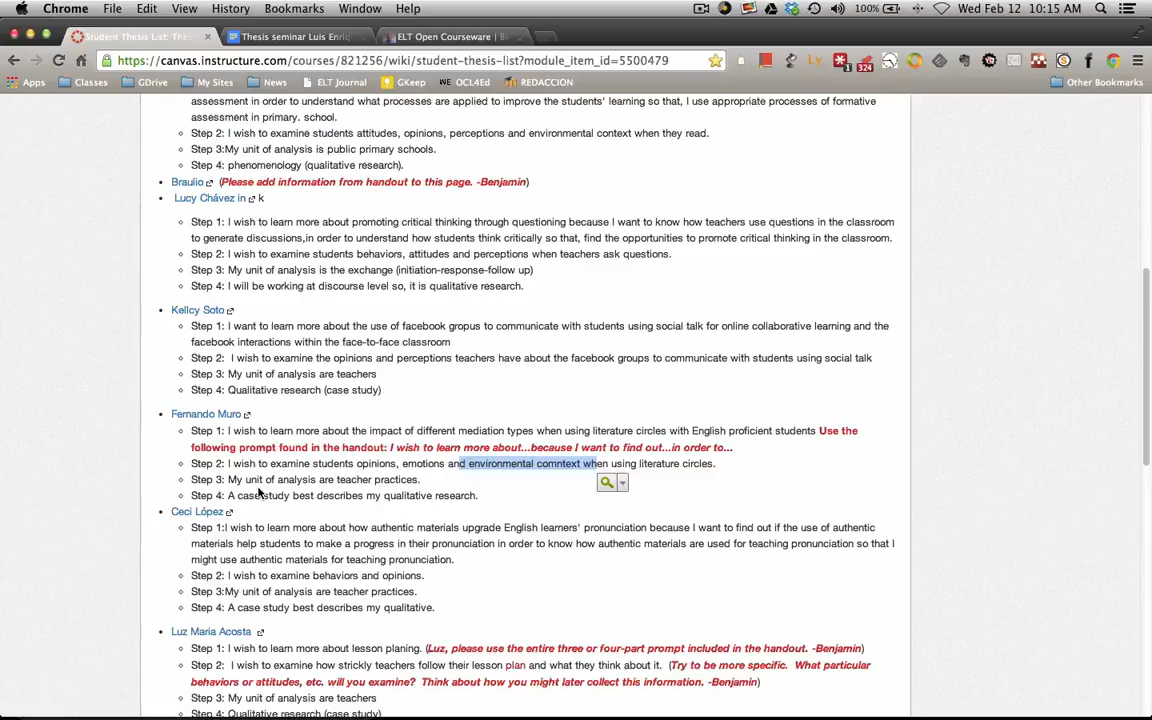 Chrome File Edit View History Bookmarks Window Help 100% Wed Feb 12 10:15 AM
Student Thesis List: The Thesis seminar Luis Enriq ELT Open Courseware | B
https://canvas.instructure.com/courses/821256/wiki/student-thesis-list?module_item_id=5500479
324
Apps Classes GDrive My Sites News ELT Journal GKeep OCL4Ed REDACCION Other Bookmarks
assessment in order to understand what processes are applied to improve the students' learning so that, I use appropriate processes of formative
assessment in primary. school.
Step 2: I wish to examine students attitudes, opinions, perceptions and environmental context when they read.
Step 3:My unit of analysis is public primary schools.
Step 4: phenomenology (qualitative research).
Braulio (Please add information from handout to this page. -Benjamin)
Lucy Chávez in k
Step 1: I wish to learn more about promoting critical thinking through questioning because I want to know how teachers use questions in the classroom
to generate discussions,in order to understand how students think critically so that, find the opportunities to promote critical thinking in the classroom.
Step 2: I wish to examine students behaviors, attitudes and perceptions when teachers ask questions.
Step 3: My unit of analysis is the exchange (initiation-response-follow up)
Step 4: I will be working at discourse level so, it is qualitative research.
Kellcy Soto
Step 1: I want to learn more about the use of facebook gropus to communicate with students using social talk for online collaborative learning and the
facebook interactions within the face-to-face classroom
Step 2: I wish to examine the opinions and perceptions teachers have about the facebook groups to communicate with students using social talk
Step 3: My unit of analysis are teachers
Step 4: Qualitative research (case study)
Fernando Muro
Step 1: I wish to learn more about the impact of different mediation types when using literature circles with English proficient students Use the
following prompt found in the handout: I wish to learn more about...because I want to find out...in order to...
Step 2: I wish to examine students opinions, emotions and environmental comntext when using literature circles.
Step 3: My unit of analysis are teacher practices.
Step 4: A case study best describes my qualitative research.
Ceci López
Step 1:I wish to learn more about how authentic materials upgrade English learners' pronunciation because I want to find out if the use of authentic
materials help students to make a progress in their pronunciation in order to know how authentic materials are used for teaching pronunciation so that I
might use authentic materials for teaching pronunciation.
Step 2: I wish to examine behaviors and opinions.
Step 3:My unit of analysis are teacher practices.
Step 4: A case study best describes my qualitative.
Luz Maria Acosta
Step 1: I wish to learn more about lesson planing. (Luz, please use the entire three or four-part prompt included in the handout. -Benjamin)
Step 2: I wish to examine how strickly teachers follow their lesson plan and what they think about it. (Try to be more specific. What particular
behaviors or attitudes, etc. will you examine? Think about how you might later collect this information. -Benjamin)
Step 3: My unit of analysis are teachers
Step 4: Qualitative research (case study)